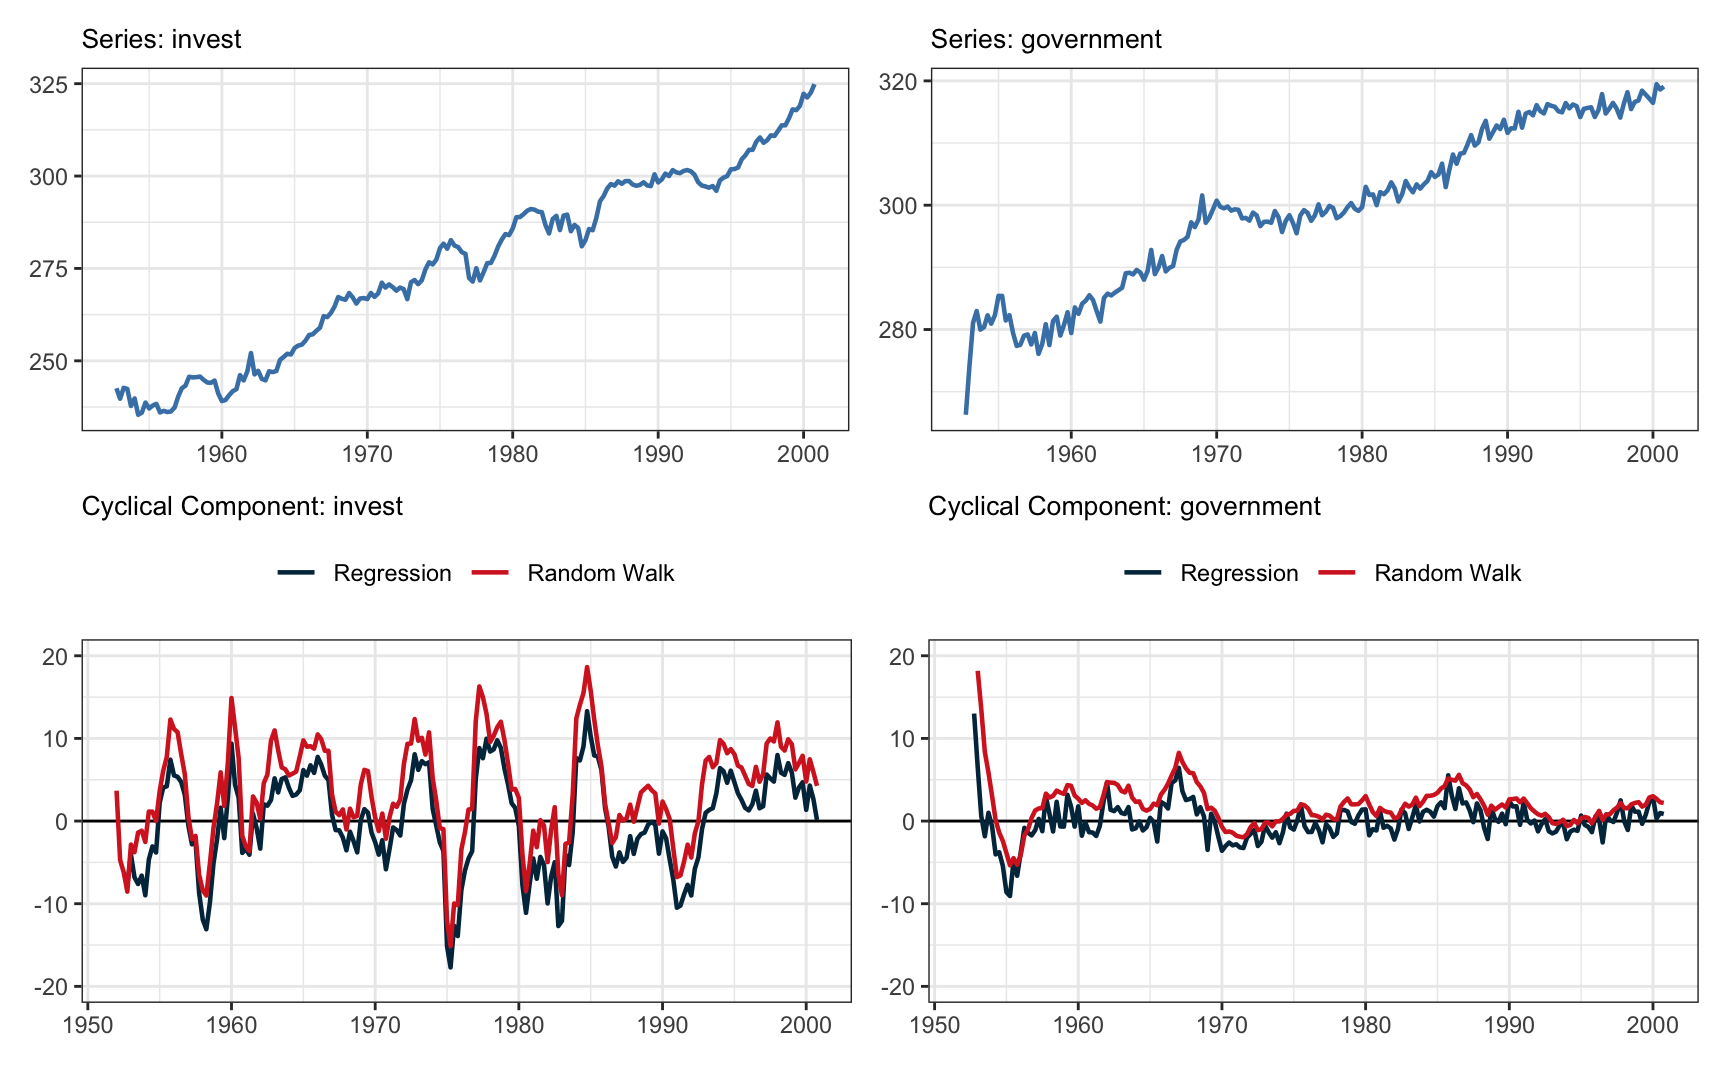 Series: invest
Series: government
325
300
275
250
1960 1970 1980 1990 2000
320
300
280
1960 1970 1980 1990 2000
Cyclical Component: invest
Cyclical Component: government
Regression Random Walk
Regression Random Walk
20
10
0
-10
-20
1950 1960 1970 1980 1990 2000
20
10
0
-10
-20
1950 1960 1970 1980 1990 2000